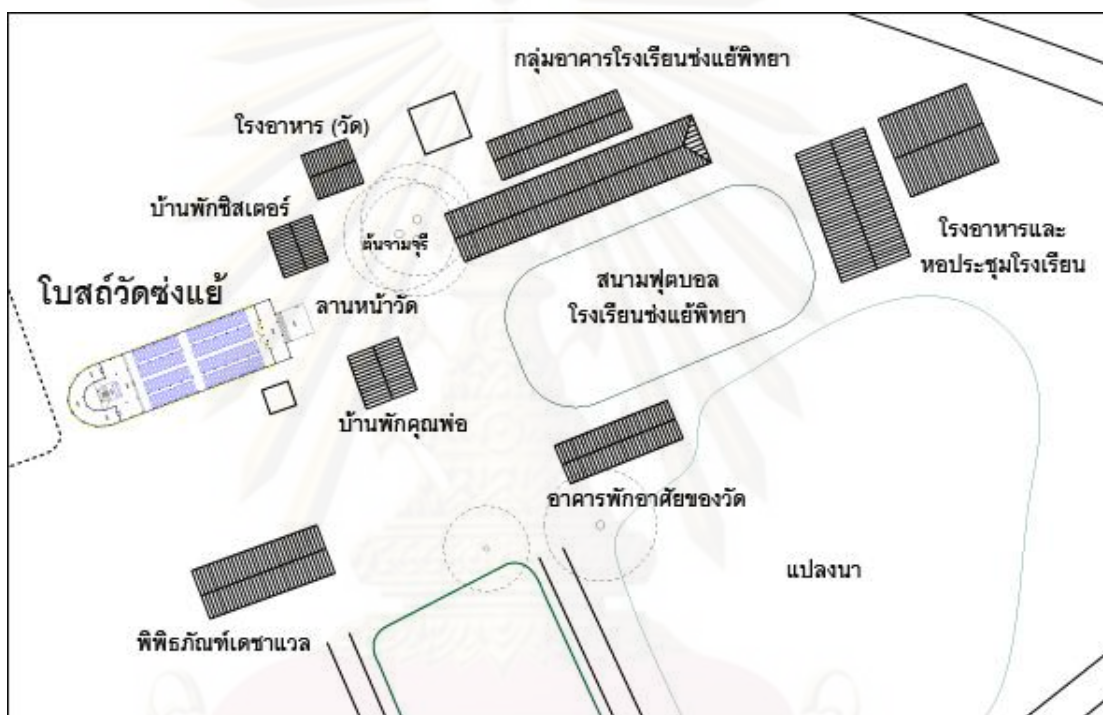 กลุ่มอาคารโรงเรียนซ่งแย้พิทยา
โรงอาหาร (วัด)
บ้านพักซิสเตอร์
ต้นจามจุรี
โรงอาหารและ
หอประชุมโรงเรียน
สนามฟุตบอล
โรงเรียนซ่งแย้พิทยา
โบสถ์วัดซ่งแย้
ลานหน้าวัด
บ้านพักคุณพ่อ
อาคารพักอาศัยของวัด
แปลงนา
พิพิธภัณฑ์เดชาแวล